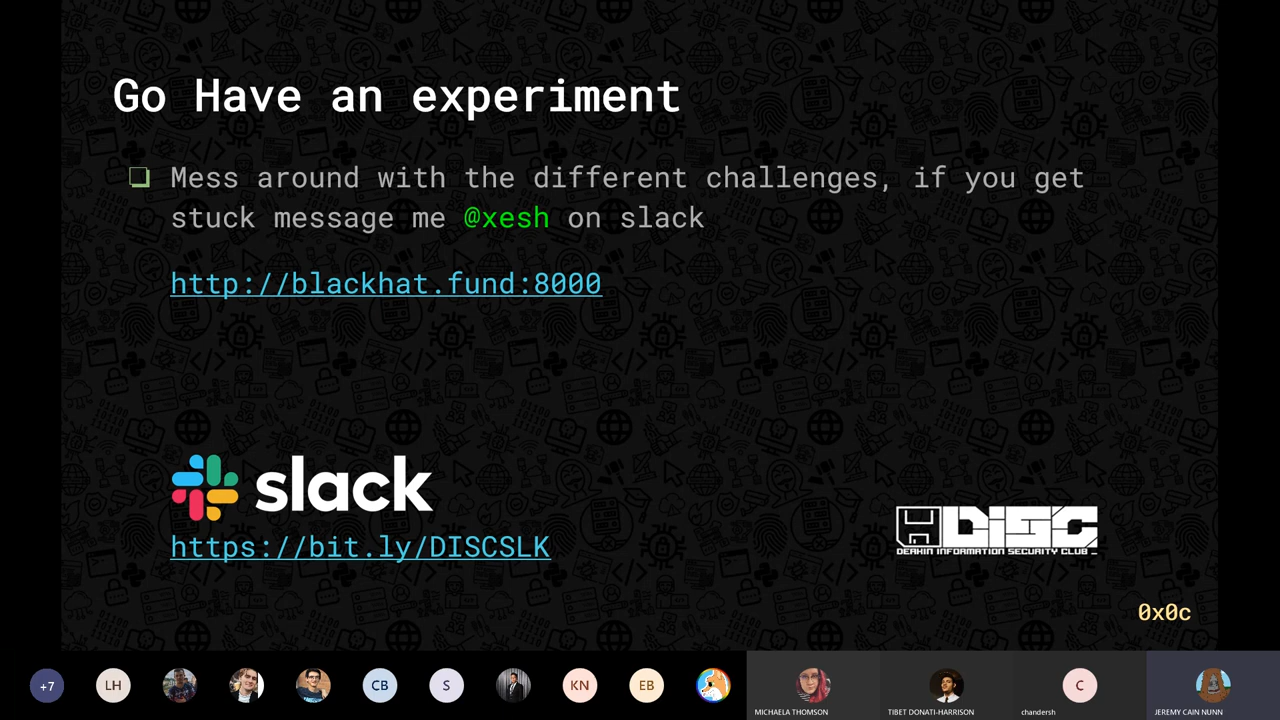 Go Have an experiment
Mess around with the different challenges, if you get
stuck message me @xesh on slack
http://blackhat.fund:8000
slack
https://bit.ly/DISCSLK
DISC
DEAKIN INFORMATION SECURITY CLUB_
0x0c
+7
LH
CB
S
KN
EB
C
MICHAELA THOMSON
TIBET DONATI-HARRISON
chandersh
JEREMY CAIN NUNN